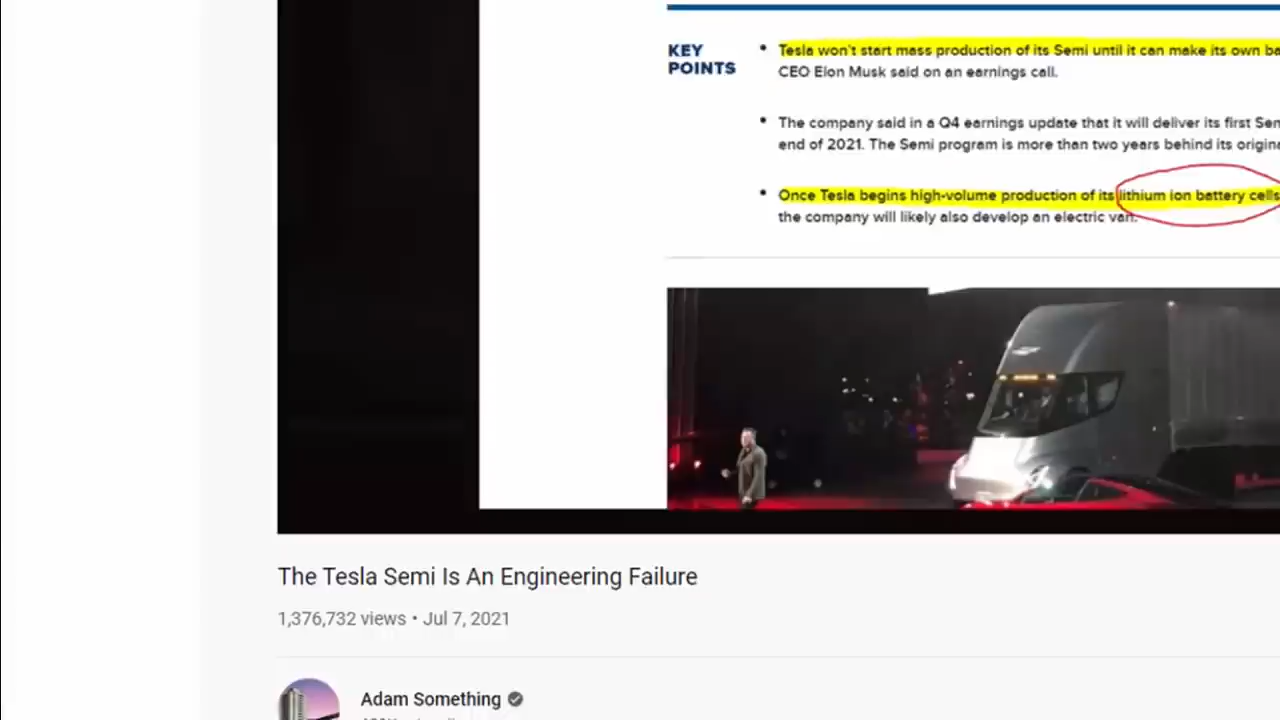 KEY
POINTS
• Tesla won't start mass production of its Semi until it can make its own
CEO Elon Musk said on an earnings call.
• The company said in a Q4 earnings update that it will deliver its first
end of 2021. The Semi program is more than two years behind its
• Once Tesla begins high-volume production of its lithium ion battery cells
the company will likely also develop an electric van.
The Tesla Semi Is An Engineering Failure
1,376,732 views • Jul 7, 2021
Adam Something